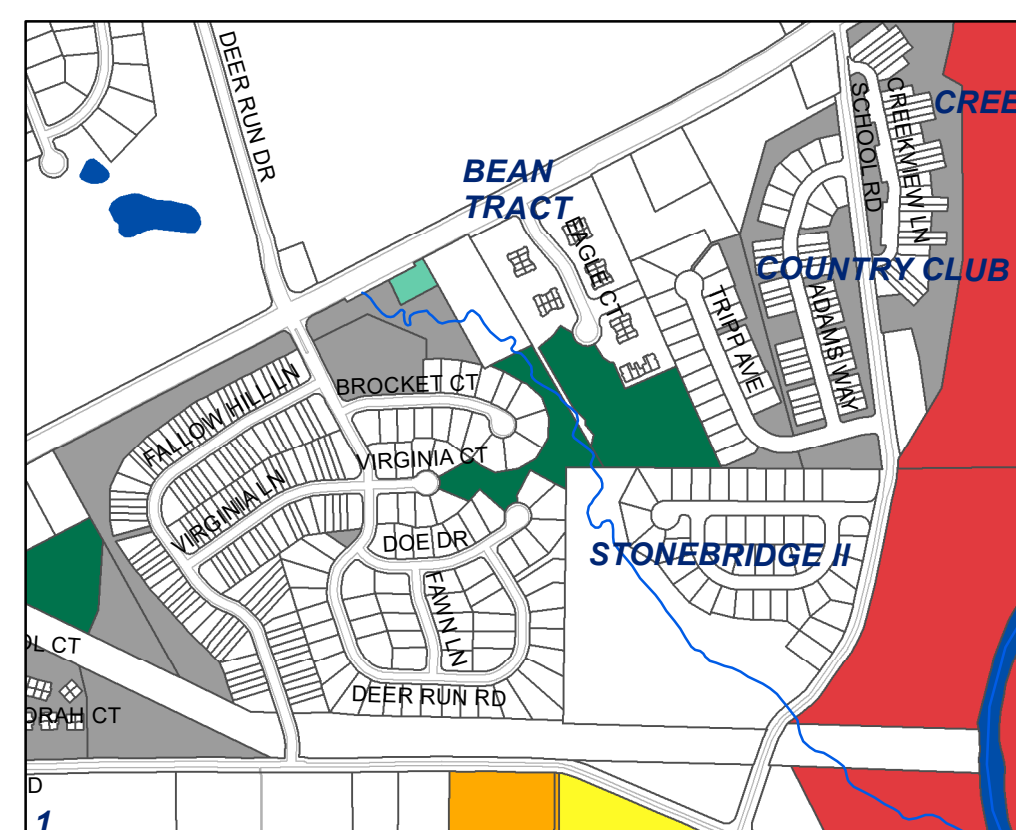 DEER RUN DR
CREE
SCHOOL RD
CREEKVIEW LN
BEAN
TRACT
EAGLE CT
COUNTRY CLUB
TRIPP AVE
ADAMS WAY
BROCKET CT
FALLOW HILL LN
VIRGINIA CT
VIRGINIA LN
DOE DR
STONEBRIDGE II
FAWN LN
OL CT
DEER RUN RD
ORAH CT
D
1